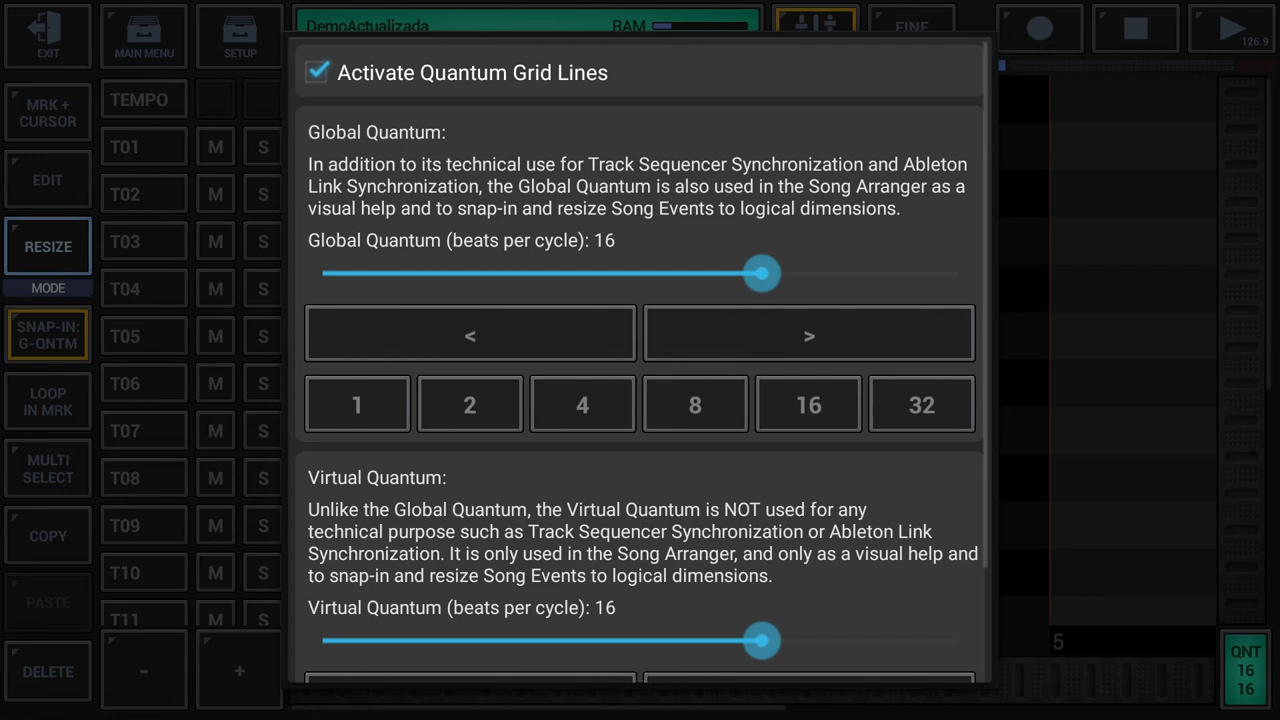 EXIT
MAIN MENU
SETUP
DemoActualizada
RAM
FINE
126.9
MRK +
CURSOR
EDIT
RESIZE
MODE
SNAP-IN:
G-QNTM
LOOP
IN MRK
MULTI
SELECT
COPY
PASTE
DELETE
TEMPO
T01 M S
T02 M S
T03 M S
T04 M S
T05 M S
T06 M S
T07 M S
T08 M S
T09 M S
T10 M S
T11 M S
- +
Activate Quantum Grid Lines
Global Quantum:
In addition to its technical use for Track Sequencer Synchronization and Ableton
Link Synchronization, the Global Quantum is also used in the Song Arranger as a
visual help and to snap-in and resize Song Events to logical dimensions.
Global Quantum (beats per cycle): 16
< >
1 2 4 8 16 32
Virtual Quantum:
Unlike the Global Quantum, the Virtual Quantum is NOT used for any
technical purpose such as Track Sequencer Synchronization or Ableton Link
Synchronization. It is only used in the Song Arranger, and only as a visual help and
to snap-in and resize Song Events to logical dimensions.
Virtual Quantum (beats per cycle): 16
5
QNT
16
16